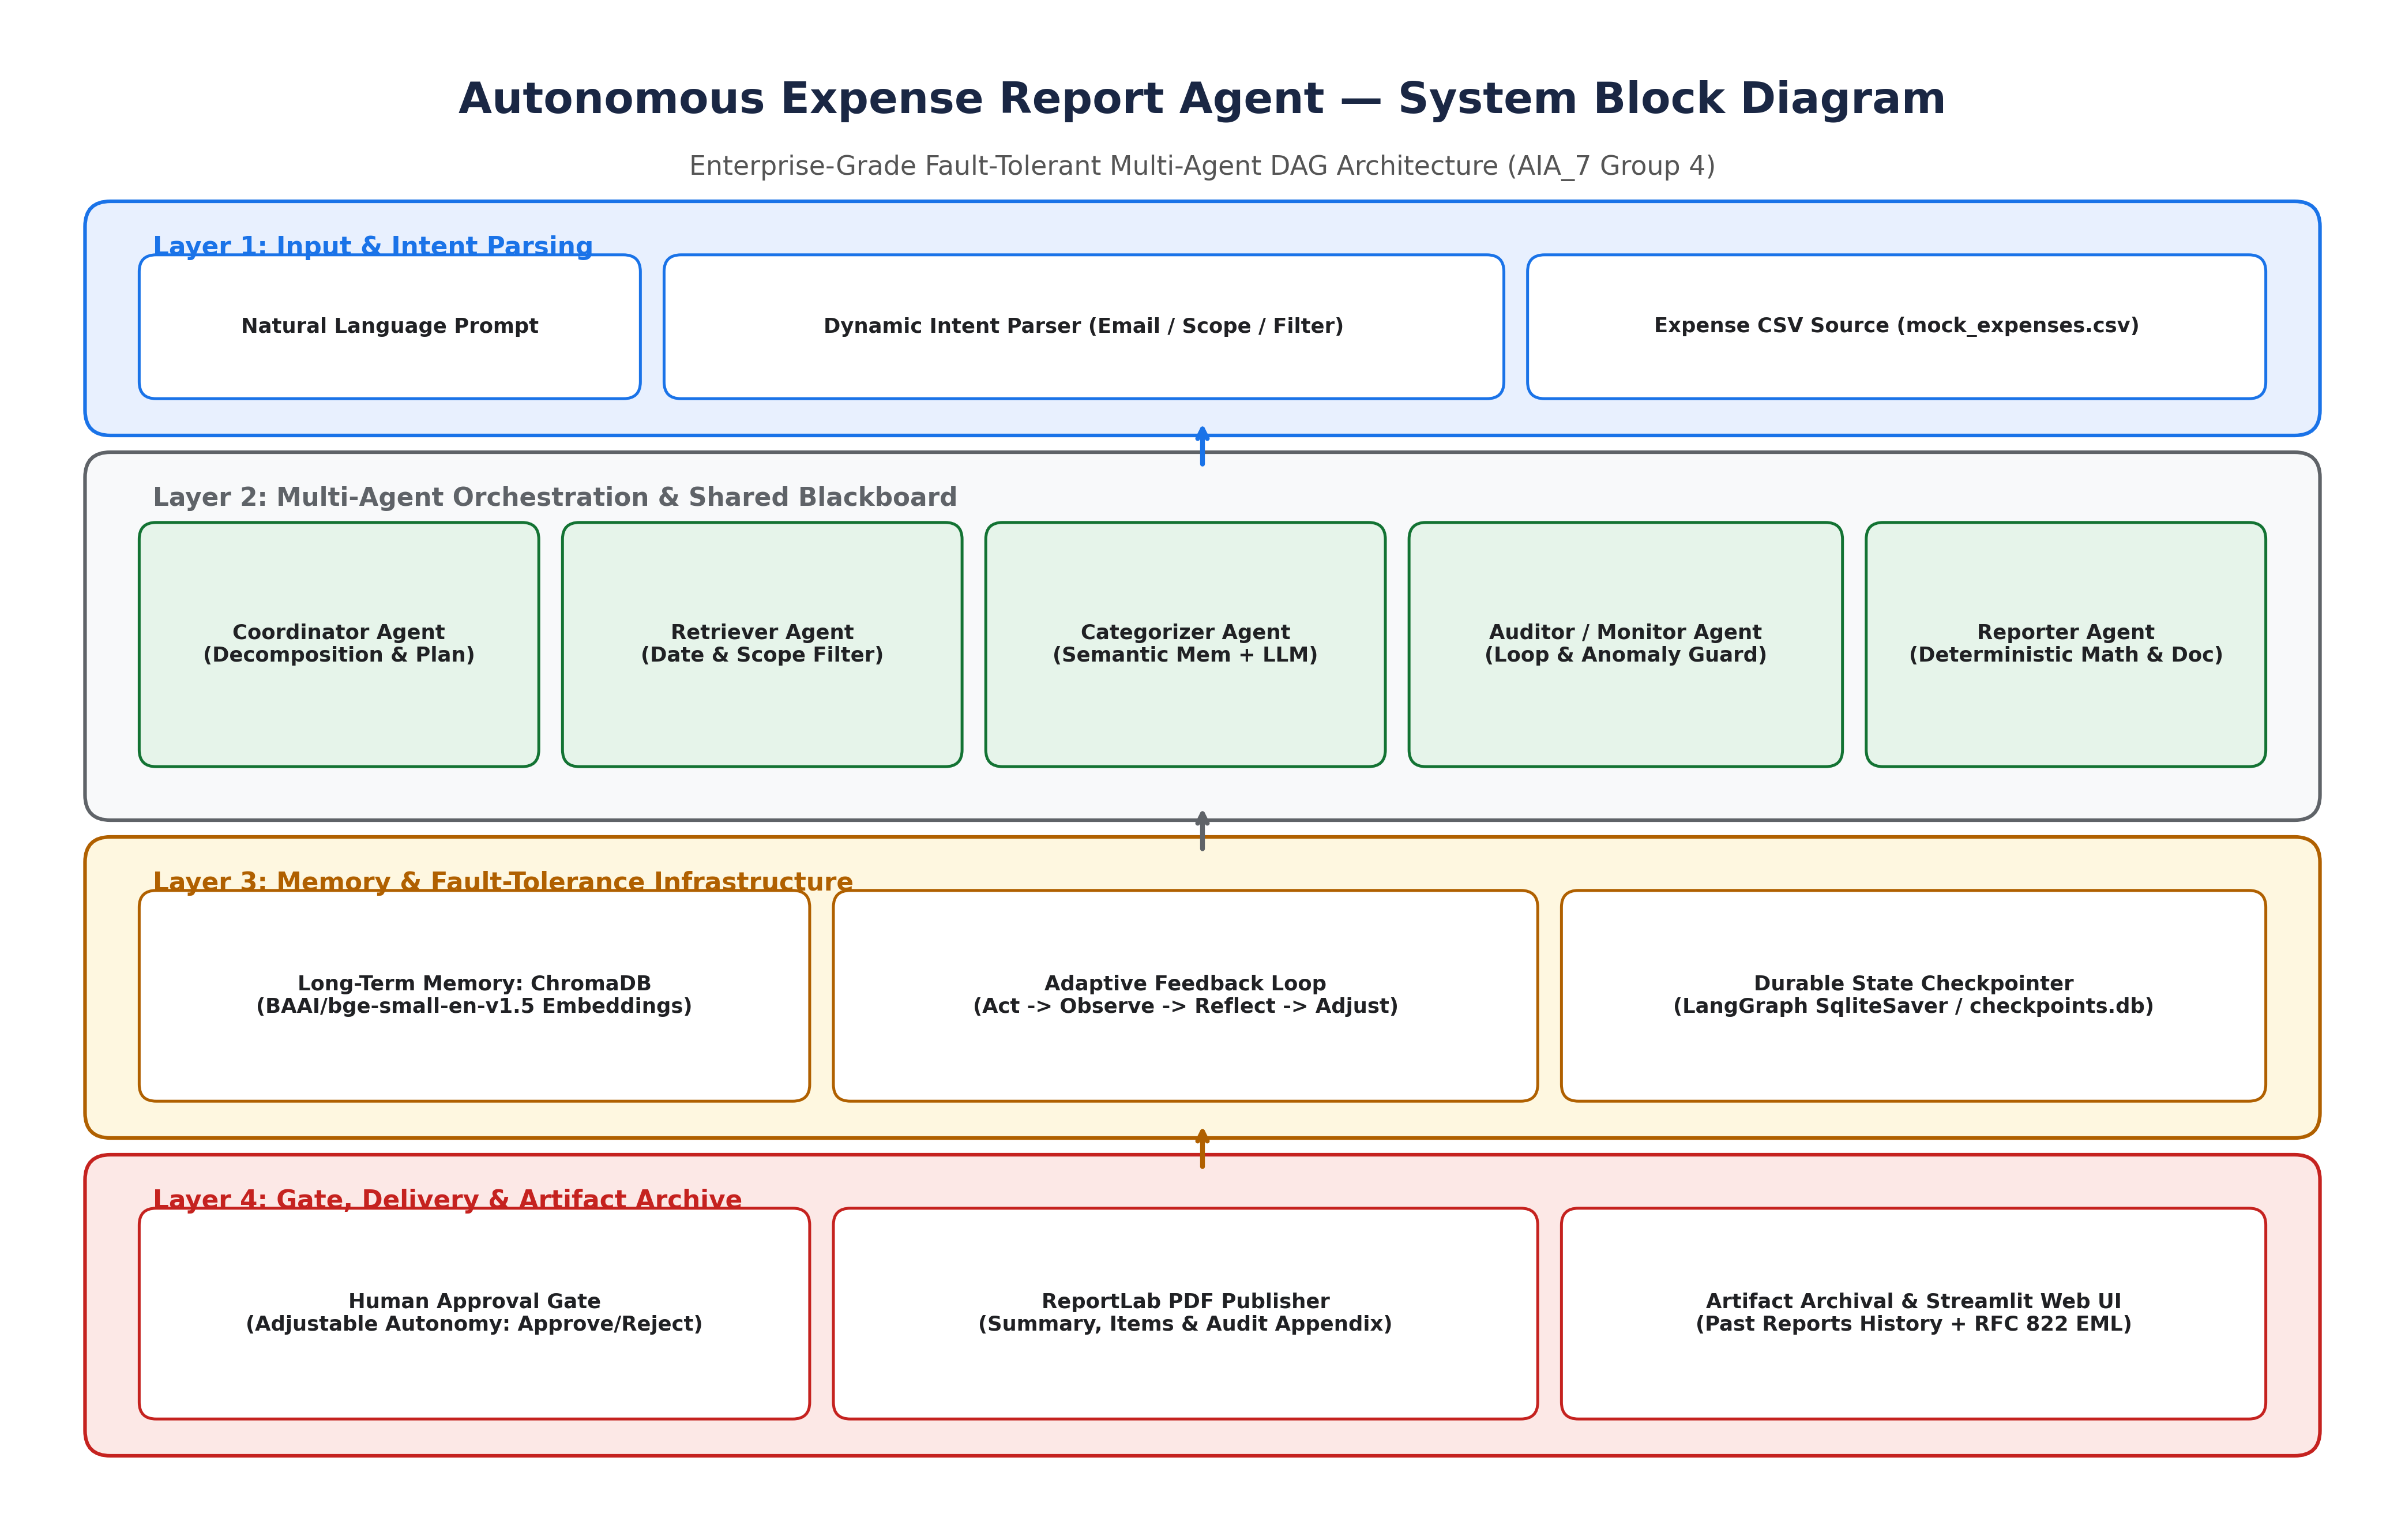 Autonomous Expense Report Agent — System Block Diagram
Enterprise-Grade Fault-Tolerant Multi-Agent DAG Architecture (AIA_7 Group 4)
Layer 1: Input & Intent Parsing
Natural Language Prompt
Dynamic Intent Parser (Email / Scope / Filter)
Expense CSV Source (mock_expenses.csv)
Layer 2: Multi-Agent Orchestration & Shared Blackboard
Coordinator Agent
(Decomposition & Plan)
Retriever Agent
(Date & Scope Filter)
Categorizer Agent
(Semantic Mem + LLM)
Auditor / Monitor Agent
(Loop & Anomaly Guard)
Reporter Agent
(Deterministic Math & Doc)
Layer 3: Memory & Fault-Tolerance Infrastructure
Long-Term Memory: ChromaDB
(BAAI/bge-small-en-v1.5 Embeddings)
Adaptive Feedback Loop
(Act -> Observe -> Reflect -> Adjust)
Durable State Checkpointer
(LangGraph SqliteSaver / checkpoints.db)
Layer 4: Gate, Delivery & Artifact Archive
Human Approval Gate
(Adjustable Autonomy: Approve/Reject)
ReportLab PDF Publisher
(Summary, Items & Audit Appendix)
Artifact Archival & Streamlit Web UI
(Past Reports History + RFC 822 EML)